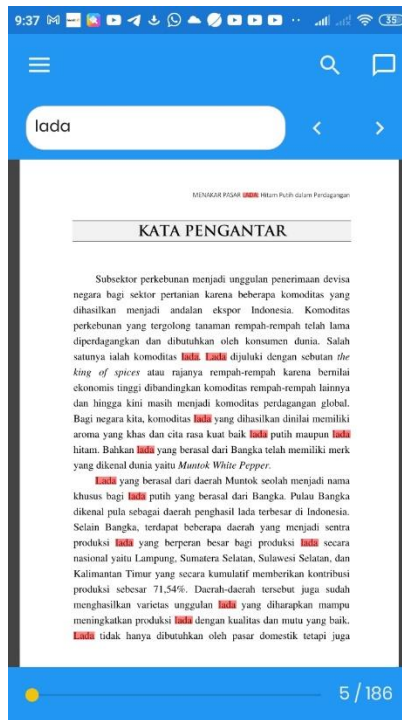 9:37
35
lada
MENAKAR PASAR LADA: Hitam Putih dalam Perdagangan
KATA PENGANTAR
Subsektor perkebunan menjadi unggulan penerimaan devisa
negara bagi sektor pertanian karena beberapa komoditas yang
dihasilkan menjadi andalan ekspor Indonesia. Komoditas
perkebunan yang tergolong tanaman rempah-rempah telah lama
diperdagangkan dan dibutuhkan oleh konsumen dunia. Salah
satunya ialah komoditas lada. Lada dijuluki dengan sebutan the
king of spices atau rajanya rempah-rempah karena bernilai
ekonomis tinggi dibandingkan komoditas rempah-rempah lainnya
dan hingga kini masih menjadi komoditas perdagangan global.
Bagi negara kita, komoditas lada yang dihasilkan dinilai memiliki
aroma yang khas dan cita rasa kuat baik lada putih maupun lada
hitam. Bahkan lada yang berasal dari Bangka telah memiliki merk
yang dikenal dunia yaitu Muntok White Pepper.
Lada yang berasal dari daerah Muntok seolah menjadi nama
khusus bagi lada putih yang berasal dari Bangka. Pulau Bangka
dikenal pula sebagai daerah penghasil lada terbesar di Indonesia.
Selain Bangka, terdapat beberapa daerah yang menjadi sentra
produksi lada yang berperan besar bagi produksi lada secara
nasional yaitu Lampung, Sumatera Selatan, Sulawesi Selatan, dan
Kalimantan Timur yang secara kumulatif memberikan kontribusi
produksi sebesar 71,54%. Daerah-daerah tersebut juga sudah
menghasilkan varietas unggulan lada yang diharapkan mampu
meningkatkan produksi lada dengan kualitas dan mutu yang baik.
Lada tidak hanya dibutuhkan oleh pasar domestik tetapi juga
5 / 186